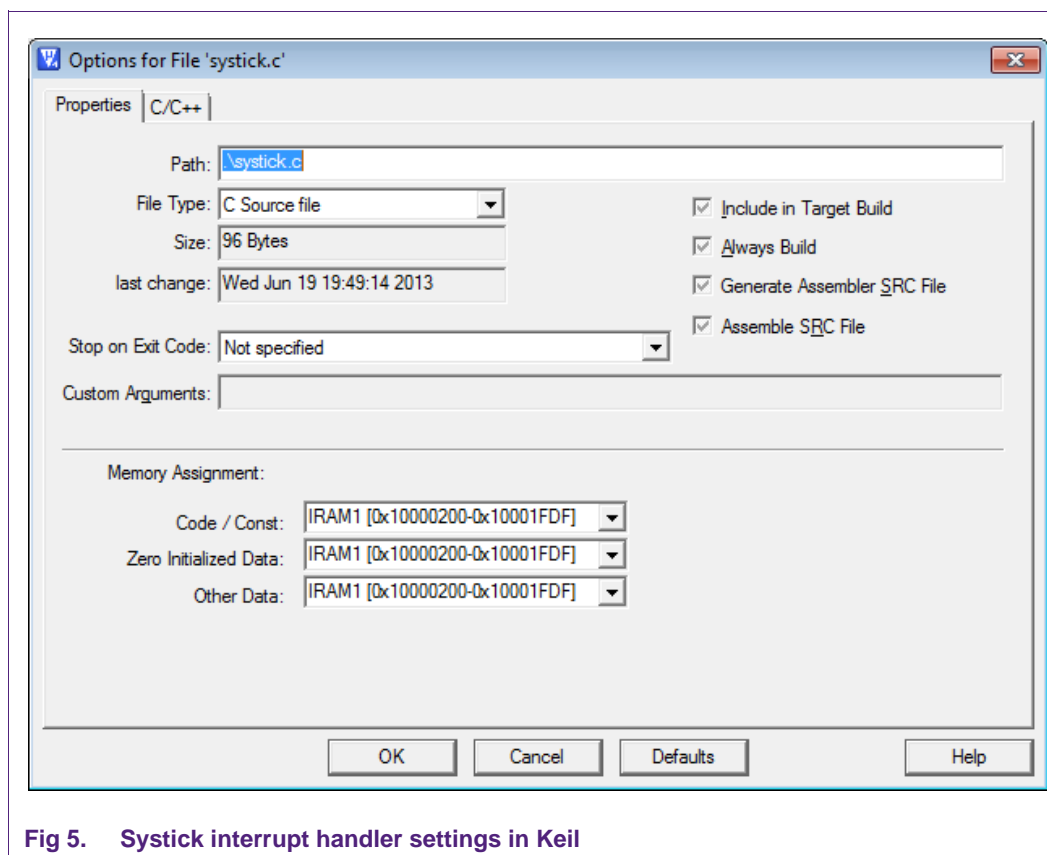 Options for File 'systick.c'
Properties
C/C++
Path: .\systick.c
File Type: C Source file
Include in Target Build
Size: 96 Bytes
Always Build
last change: Wed Jun 19 19:49:14 2013
Generate Assembler SRC File
Assemble SRC File
Stop on Exit Code: Not specified
Custom Arguments:
Memory Assignment:
Code / Const: IRAM1 [0x10000200-0x10001FDF]
Zero Initialized Data: IRAM1 [0x10000200-0x10001FDF]
Other Data: IRAM1 [0x10000200-0x10001FDF]
OK Cancel Defaults Help
Fig 5. Systick interrupt handler settings in Keil